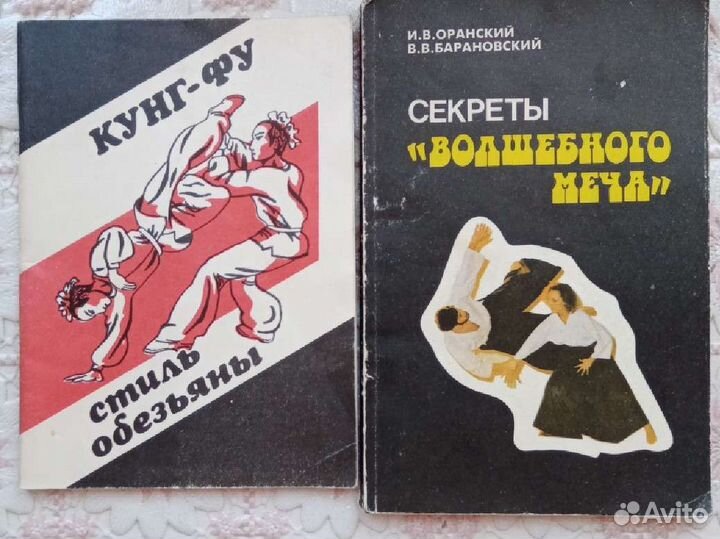 КУНГ-ФУ
стиль
обезьяны
И.В.ОРАНСКИЙ
В.В.БАРАНОВСКИЙ
СЕКРЕТЫ
«ВОЛШЕБНОГО
МЕЧА»
Avito